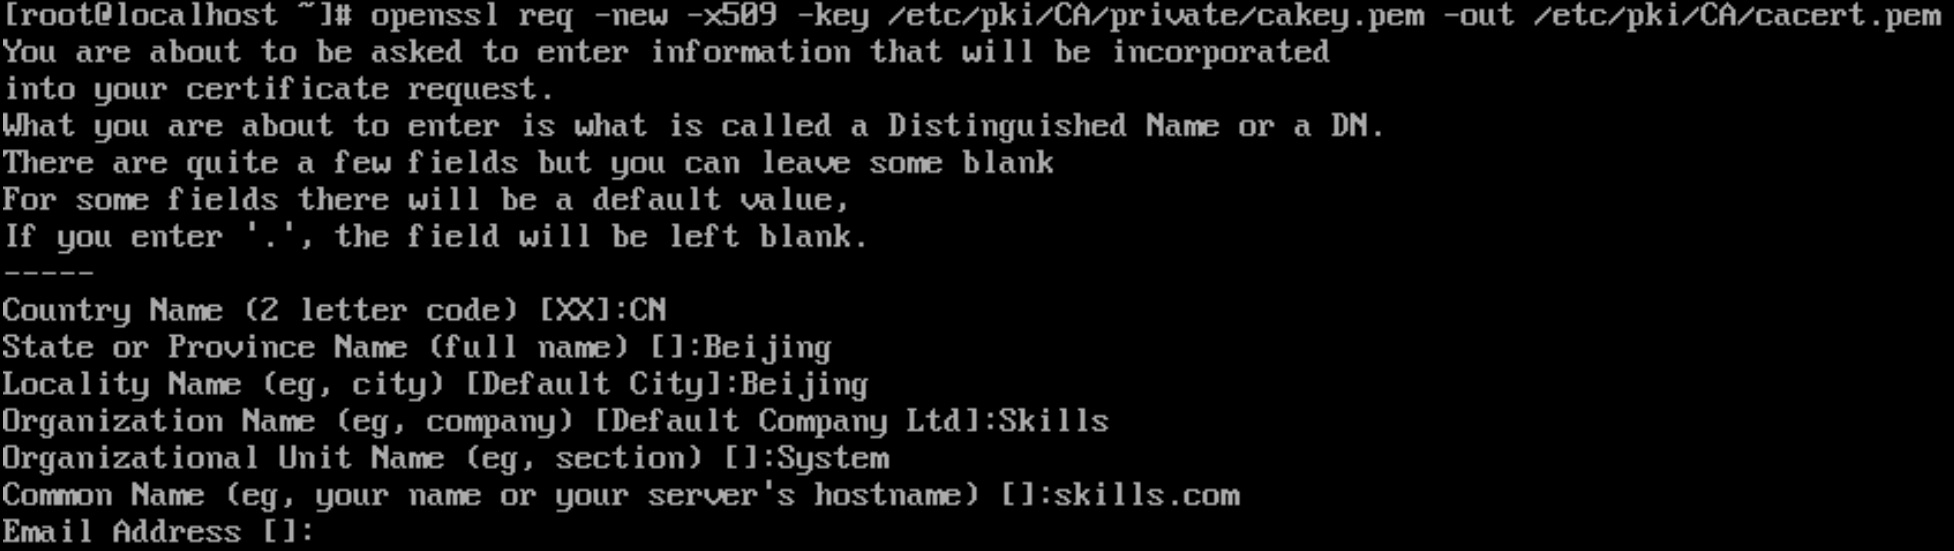 [root@localhost ~]# openssl req -new -x509 -key /etc/pki/CA/private/cakey.pem -out /etc/pki/CA/cacert.pem
You are about to be asked to enter information that will be incorporated
into your certificate request.
What you are about to enter is what is called a Distinguished Name or a DN.
There are quite a few fields but you can leave some blank
For some fields there will be a default value,
If you enter '.', the field will be left blank.
-----
Country Name (2 letter code) [XX]:CN
State or Province Name (full name) []:Beijing
Locality Name (eg, city) [Default City]:Beijing
Organization Name (eg, company) [Default Company Ltd]:Skills
Organizational Unit Name (eg, section) []:System
Common Name (eg, your name or your server's hostname) []:skills.com
Email Address []: